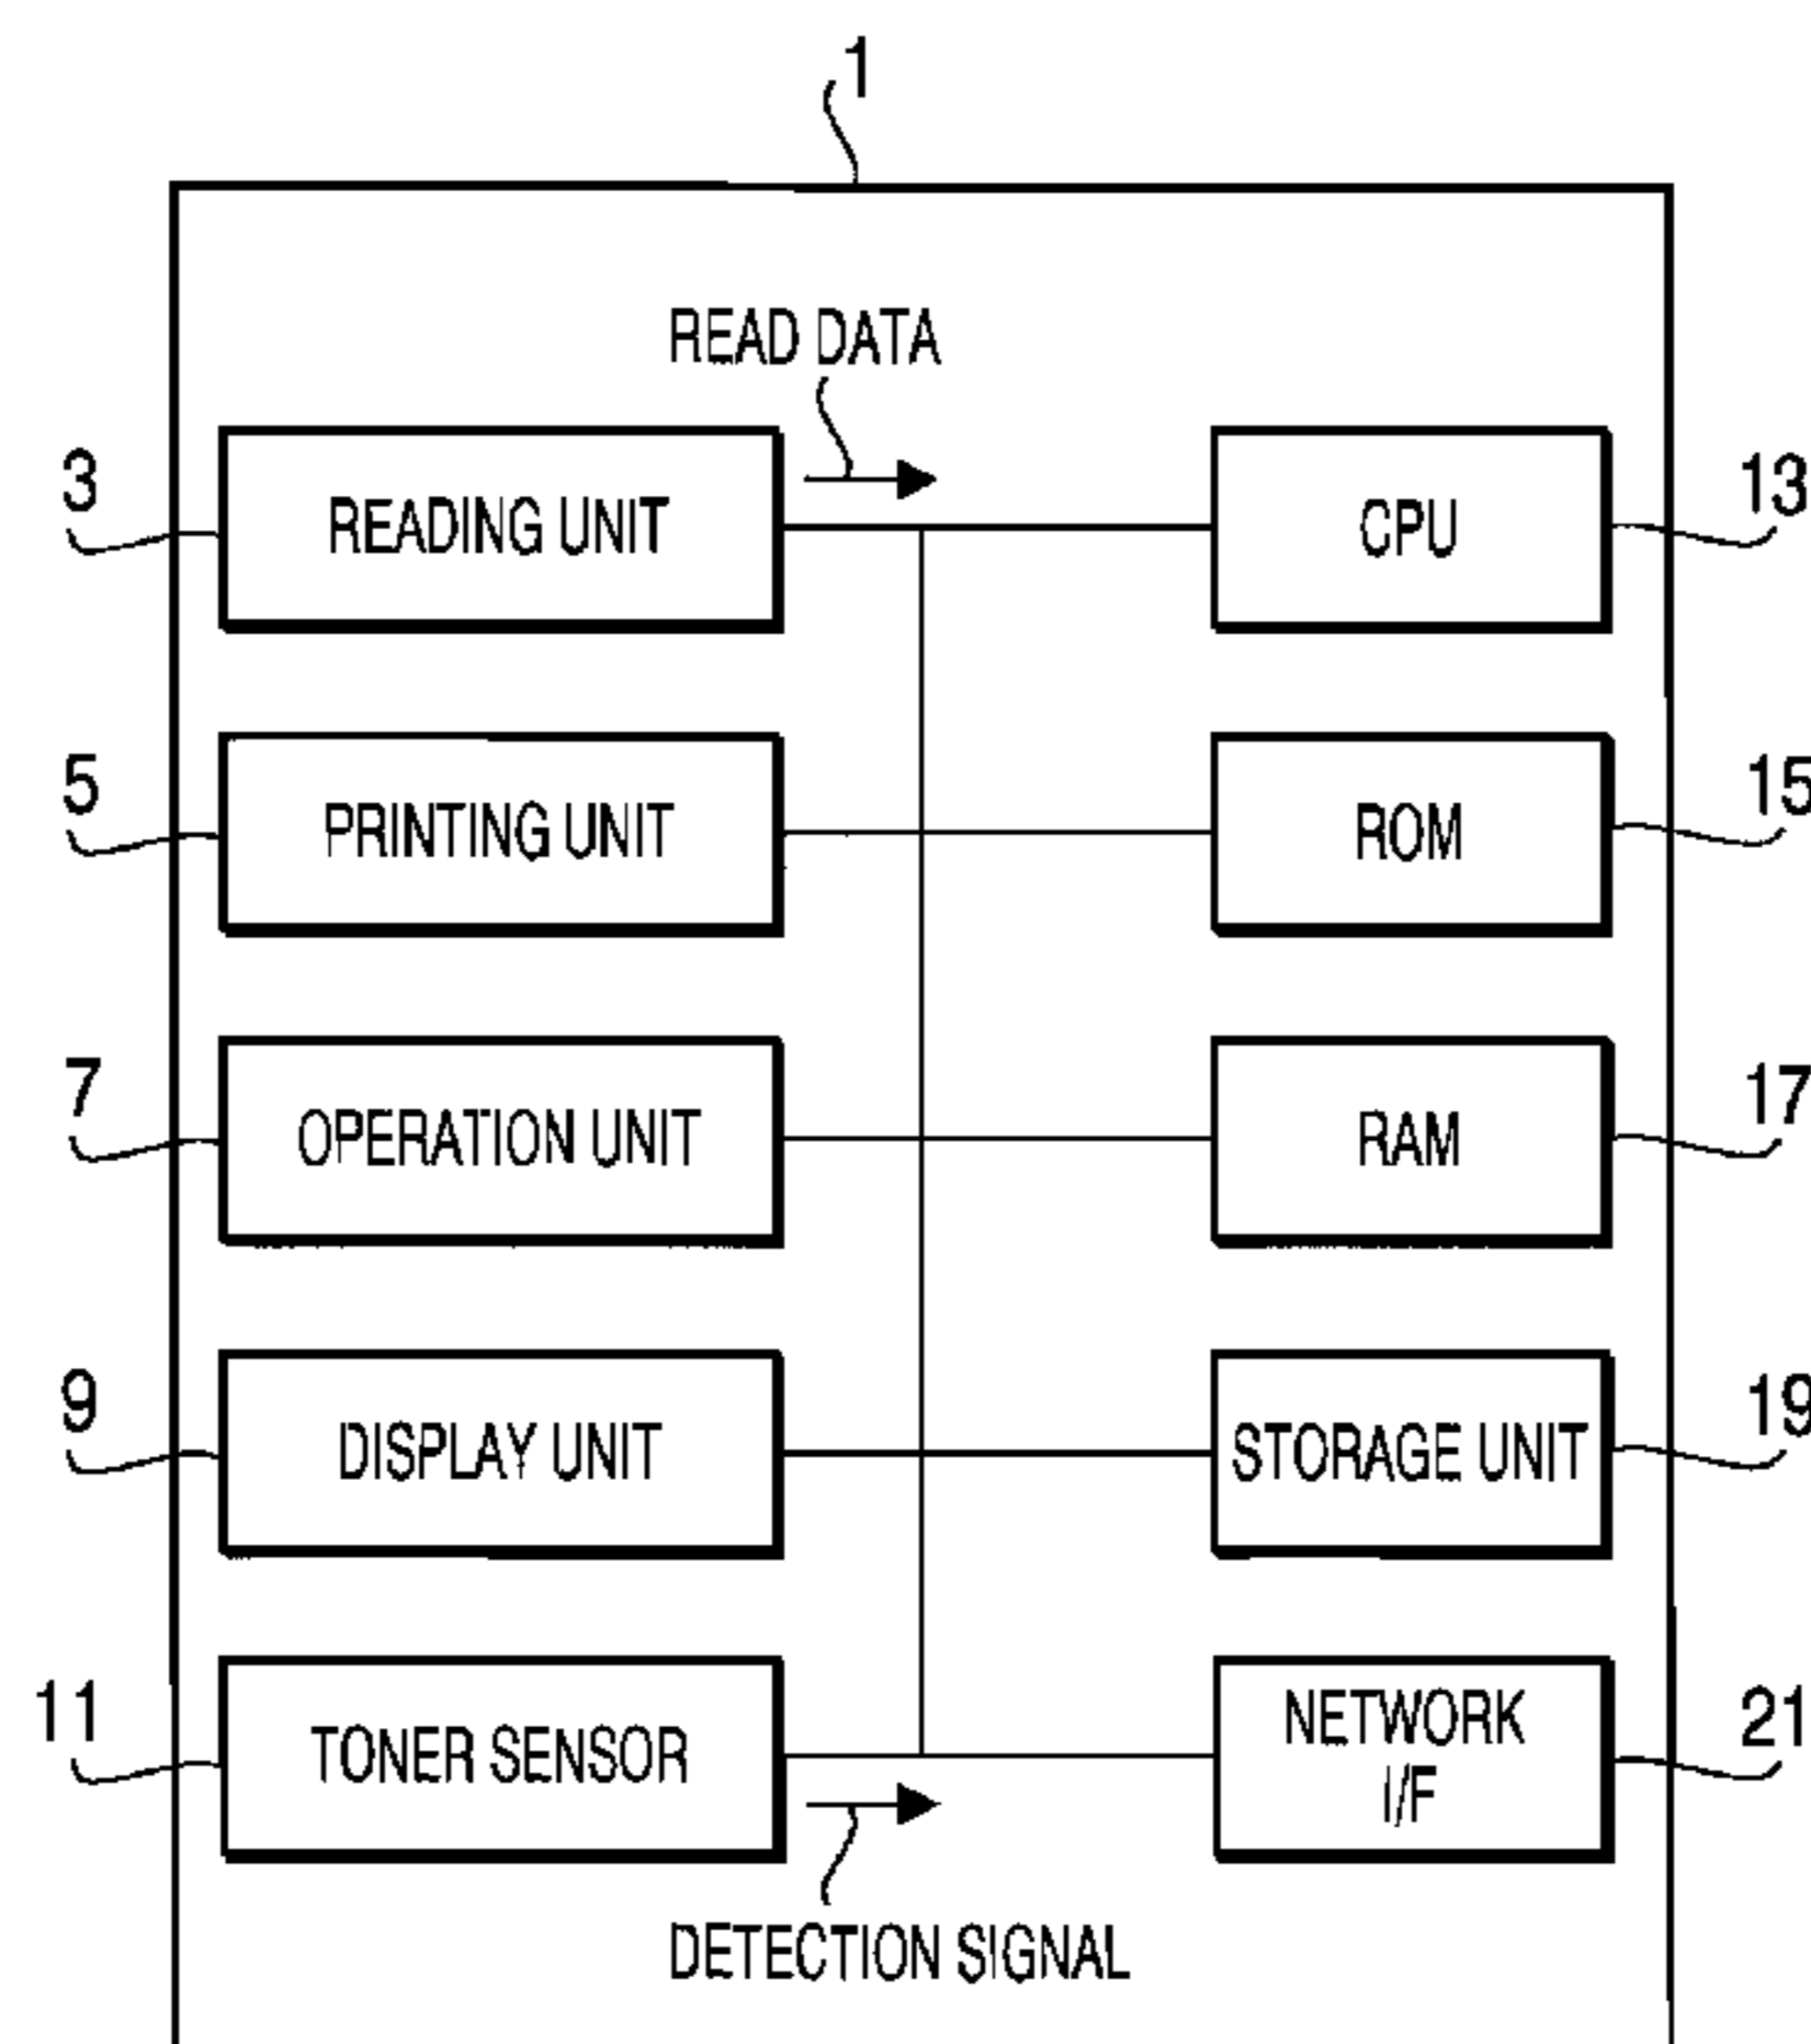 1
READ DATA
3
READING UNIT
CPU
13
5
PRINTING UNIT
ROM
15
7
OPERATION UNIT
RAM
17
9
DISPLAY UNIT
STORAGE UNIT
19
11
TONER SENSOR
NETWORK
I/F
21
DETECTION SIGNAL